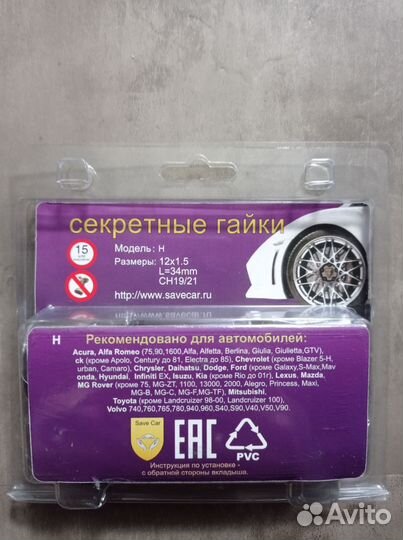 секретные гайки
Модель: H
Размеры: 12x1.5
L=34mm
CH19/21
http://www.savecar.ru
15
H
Рекомендовано для автомобилей:
Acura, Alfa Romeo (75,90,1600,Alfa, Alfetta, Berlina, Giulia, Giulietta,GTV),
ck (кроме Apolo, Century до 81, Electra до 85), Chevrolet (кроме Blazer 5-H,
urban, Camaro), Chrysler, Daihatsu, Dodge, Ford (кроме Galaxy,S-Max,Mav
onda, Hyundai, Infiniti EX, Isuzu, Kia (кроме Rio до 01г), Lexus, Mazda,
MG Rover (кроме 75, MG-ZT, 1100, 13000, 2000, Alegro, Princess, Maxi,
MG-B, MG-C, MG-F,MG-TF), Mitsubishi,
Toyota (кроме Landcruizer 98-00, Landcruizer 100),
Volvo 740,760,765,780,940,960,S40,S90,V40,V50,V90.
Save Car
EAC
PVC
Инструкция по установке -
с обратной стороны вкладыша.
Avito